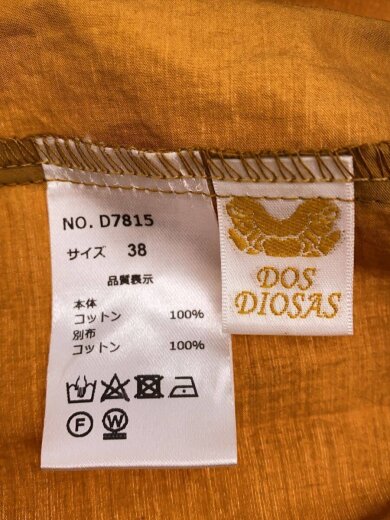 NO. D7815
サイズ 38
品質表示
本体
コットン 100%
別布
コットン 100%
F W
DOS
DIOSAS